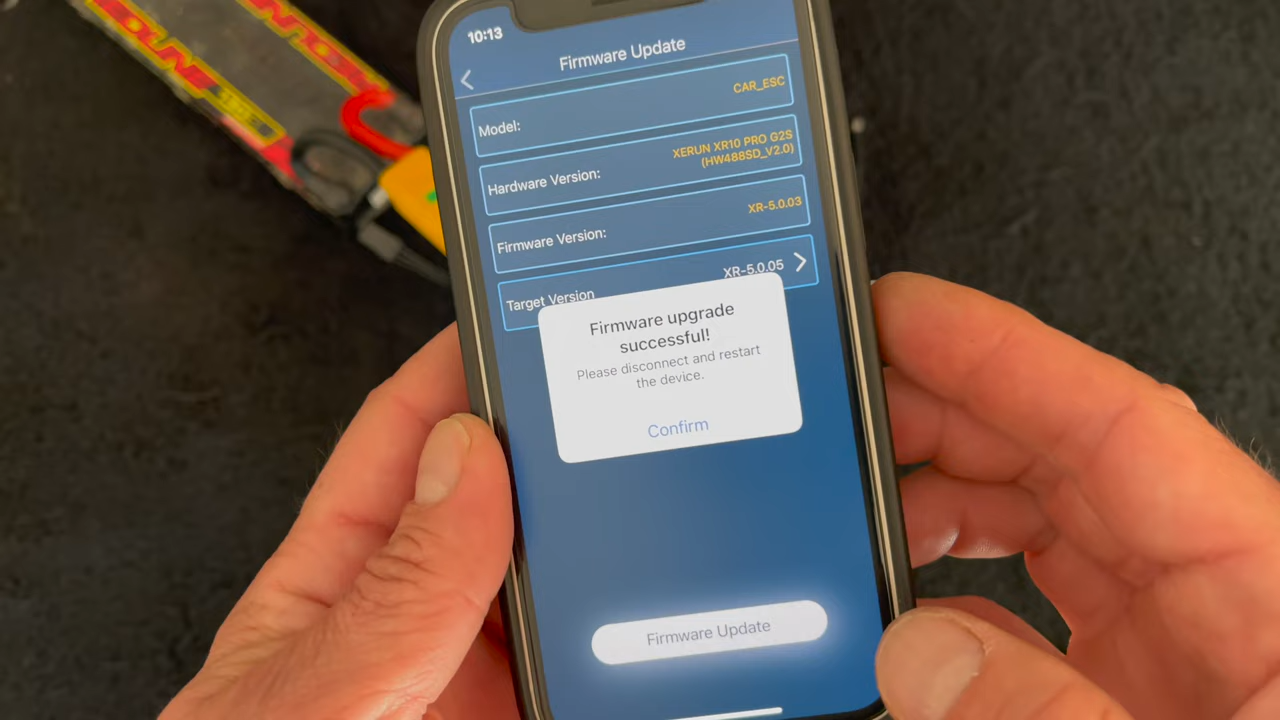 10:13
Firmware Update
Model:
CAR_ESC
Hardware Version:
XERUN XR10 PRO G2S
(HW488SD_V2.0)
Firmware Version:
XR-5.0.03
Target Version
XR-5.0.05
Firmware upgrade
successful!
Please disconnect and restart
the device.
Confirm
Firmware Update